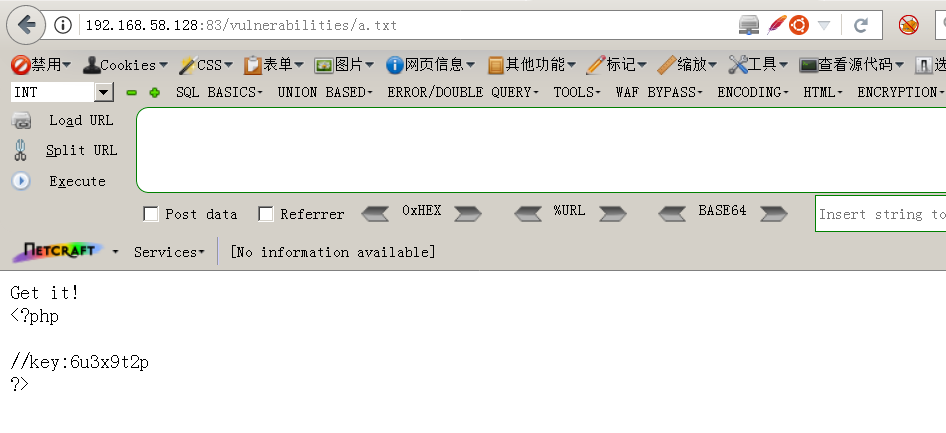 192.168.58.128:83/vulnerabilities/a.txt
禁用 Cookies CSS 表单 图片 网页信息 其他功能 标记 缩放 工具 查看源代码 选
INT SQL BASICS UNION BASED ERROR/DOUBLE QUERY TOOLS WAF BYPASS ENCODING HTML ENCRYPTION
Load URL
Split URL
Execute
Post data Referrer 0xHEX %URL BASE64 Insert string to
NETCRAFT Services [No information available]
Get it!
<?php
//key:6u3x9t2p
?>